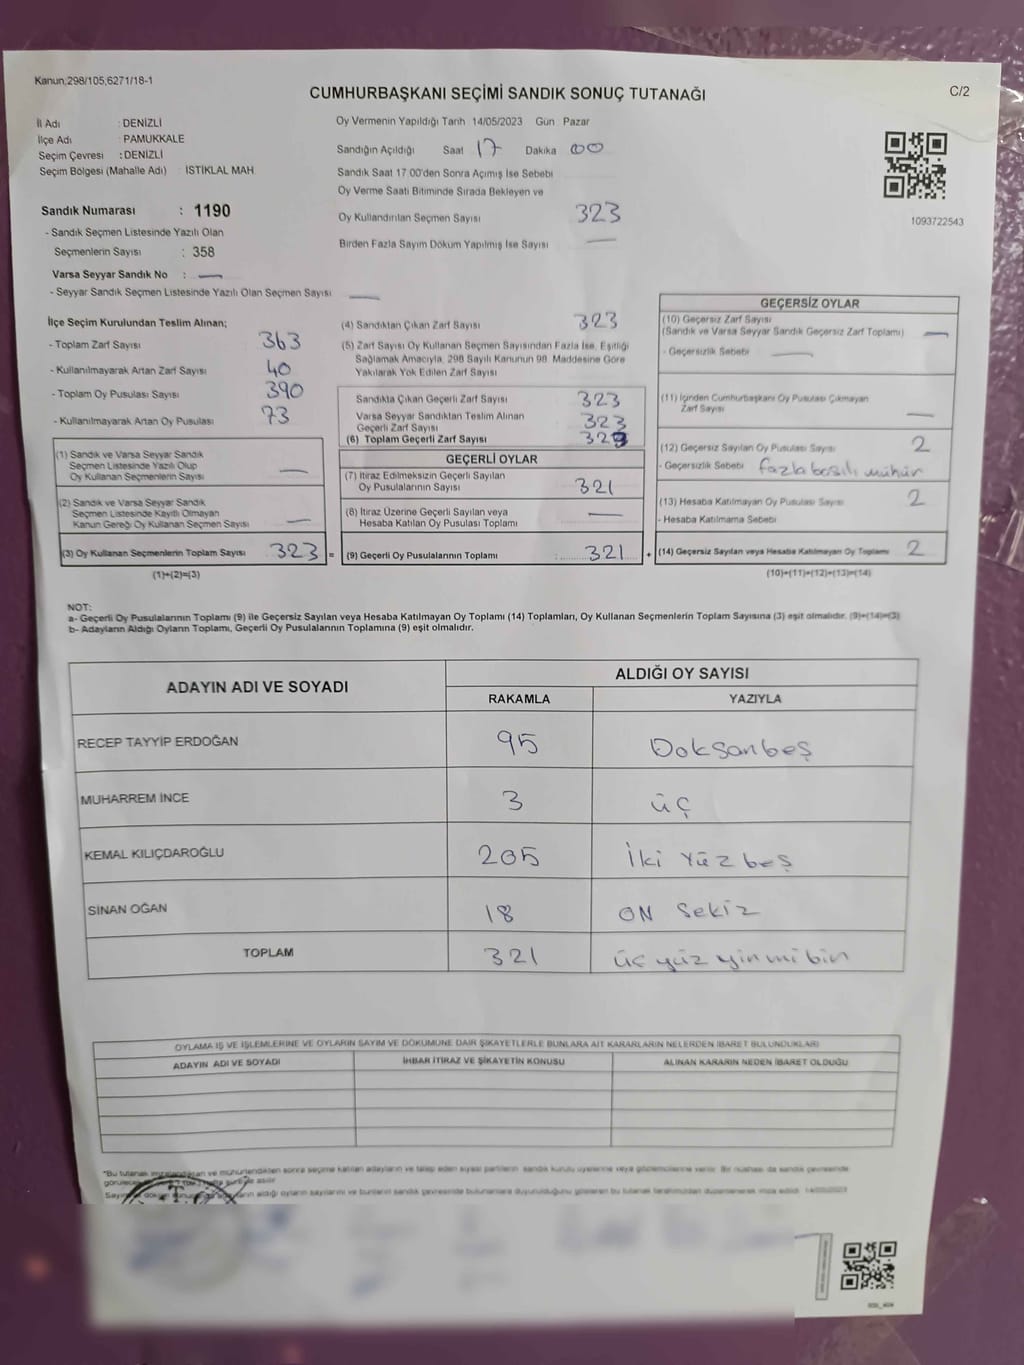 Kanun,298/105,6271/18-1
CUMHURBAŞKANI SEÇİMİ SANDIK SONUÇ TUTANAĞI
C/2
İl Adı : DENİZLİ
İlçe Adı : PAMUKKALE
Seçim Çevresi : DENİZLİ
Seçim Bölgesi (Mahalle Adı) : İSTİKLAL MAH
Sandık Numarası : 1190
- Sandık Seçmen Listesinde Yazılı Olan
Seçmenlerin Sayısı : 358
Varsa Seyyar Sandık No : —
- Seyyar Sandık Seçmen Listesinde Yazılı Olan Seçmen Sayısı —
Oy Vermenin Yapıldığı Tarih 14/05/2023 Gün Pazar
Sandığın Açıldığı Saat 17 Dakika 00
Sandık Saat 17.00'den Sonra Açılmış İse Sebebi
Oy Verme Saati Bitiminde Sırada Bekleyen ve
Oy Kullandırılan Seçmen Sayısı 323
Birden Fazla Sayım Döküm Yapılmış İse Sayısı —
1093722543
İlçe Seçim Kurulundan Teslim Alınan;
- Toplam Zarf Sayısı 363
- Kullanılmayarak Artan Zarf Sayısı 40
- Toplam Oy Pusulası Sayısı 390
- Kullanılmayarak Artan Oy Pusulası 73
(1) Sandık ve Varsa Seyyar Sandık
Seçmen Listesinde Yazılı Olup
Oy Kullanan Seçmenlerin Sayısı —
(2) Sandık ve Varsa Seyyar Sandık
Seçmen Listesinde Kayıtlı Olmayan
Kanun Gereği Oy Kullanan Seçmen Sayısı —
(3) Oy Kullanan Seçmenlerin Toplam Sayısı 323 =
(1)+(2)=(3)
(4) Sandıktan Çıkan Zarf Sayısı 323
(5) Zarf Sayısı Oy Kullanan Seçmen Sayısından Fazla İse, Eşitliği
Sağlamak Amacıyla, 298 Sayılı Kanunun 98. Maddesine Göre
Yakılarak Yok Edilen Zarf Sayısı
Sandıkta Çıkan Geçerli Zarf Sayısı 323
Varsa Seyyar Sandıktan Teslim Alınan
Geçerli Zarf Sayısı 323
(6) Toplam Geçerli Zarf Sayısı 323
GEÇERLİ OYLAR
(7) İtiraz Edilmeksizin Geçerli Sayılan
Oy Pusulalarının Sayısı 321
(8) İtiraz Üzerine Geçerli Sayılan veya
Hesaba Katılan Oy Pusulası Toplamı —
(9) Geçerli Oy Pusulalarının Toplamı : 321 +
GEÇERSİZ OYLAR
(10) Geçersiz Zarf Sayısı
(Sandık ve Varsa Seyyar Sandık Geçersiz Zarf Toplamı) —
- Geçersizlik Sebebi —
(11) İçinden Cumhurbaşkanı Oy Pusulası Çıkmayan
Zarf Sayısı —
(12) Geçersiz Sayılan Oy Pusulası Sayısı 2
- Geçersizlik Sebebi fazla basılı mühür
(13) Hesaba Katılmayan Oy Pusulası Sayısı 2
- Hesaba Katılmama Sebebi
(14) Geçersiz Sayılan veya Hesaba Katılmayan Oy Toplamı 2
(10)+(11)+(12)+(13)=(14)
NOT:
a- Geçerli Oy Pusulalarının Toplamı (9) ile Geçersiz Sayılan veya Hesaba Katılmayan Oy Toplamı (14) Toplamları, Oy Kullanan Seçmenlerin Toplam Sayısına (3) eşit olmalıdır. (9)+(14)=(3)
b- Adayların Aldığı Oyların Toplamı, Geçerli Oy Pusulalarının Toplamına (9) eşit olmalıdır.
ADAYIN ADI VE SOYADI
ALDIĞI OY SAYISI
RAKAMLA YAZIYLA
RECEP TAYYİP ERDOĞAN 95 Doksanbeş
MUHARREM İNCE 3 üç
KEMAL KILIÇDAROĞLU 205 İki Yüz beş
SİNAN OĞAN 18 ON Sekiz
TOPLAM 321 üç yüz yirmi bin
OYLAMA İŞ VE İŞLEMLERİNE VE OYLARIN SAYIM VE DÖKÜMÜNE DAİR ŞİKAYETLERLE BUNLARA AİT KARARLARIN NELERDEN İBARET BULUNDUKLARI
ADAYIN ADI VE SOYADI İHBAR İTİRAZ VE ŞİKAYETİN KONUSU ALINAN KARARIN NEDEN İBARET OLDUĞU
*Bu tutanak imzalandıktan ve mühürlendikten sonra seçime katılan adayların ve talep eden siyasi partilerin sandık kurulu üyelerine veya gözlemcilerine verilir. Bir nüshası da sandık çevresinde
asılır
aldığı oyların sayılarını ve bunların sandık çevresinde bulunanlara duyurulduğunu gösteren bu tutanak tarafımızdan düzenlenerek imza edildi. 14/05/2023